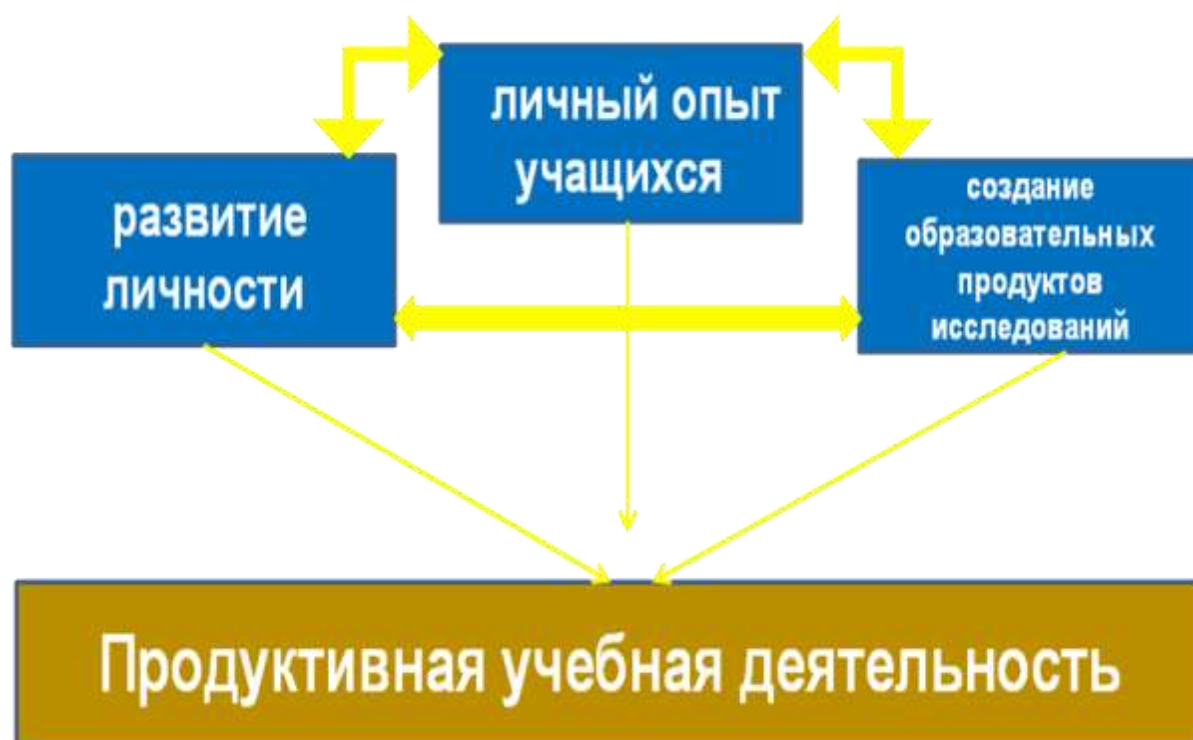 личный опыт
учащихся
развитие
личности
создание
образовательных
продуктов
исследований
Продуктивная учебная деятельность